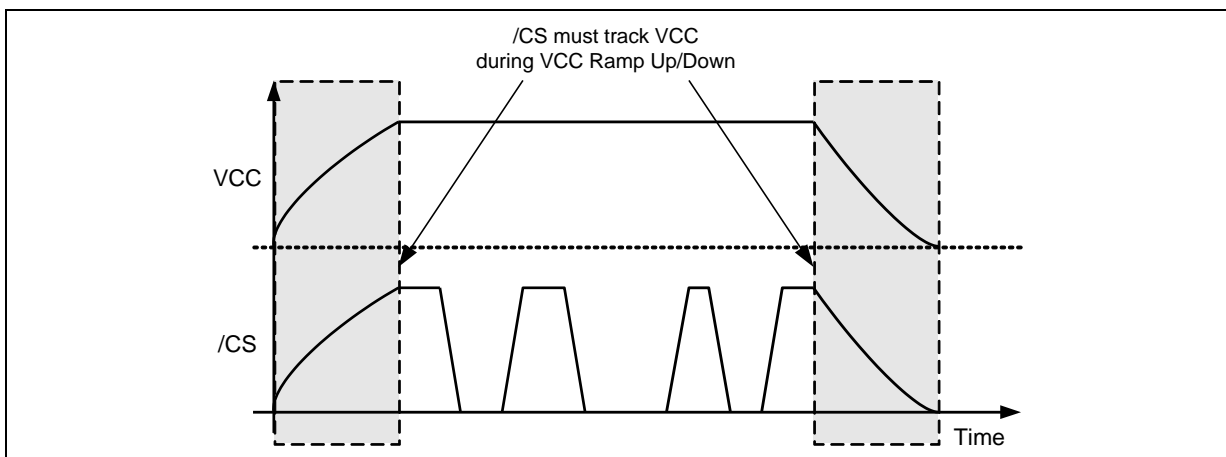 /CS must track VCC
during VCC Ramp Up/Down
VCC
/CS
Time